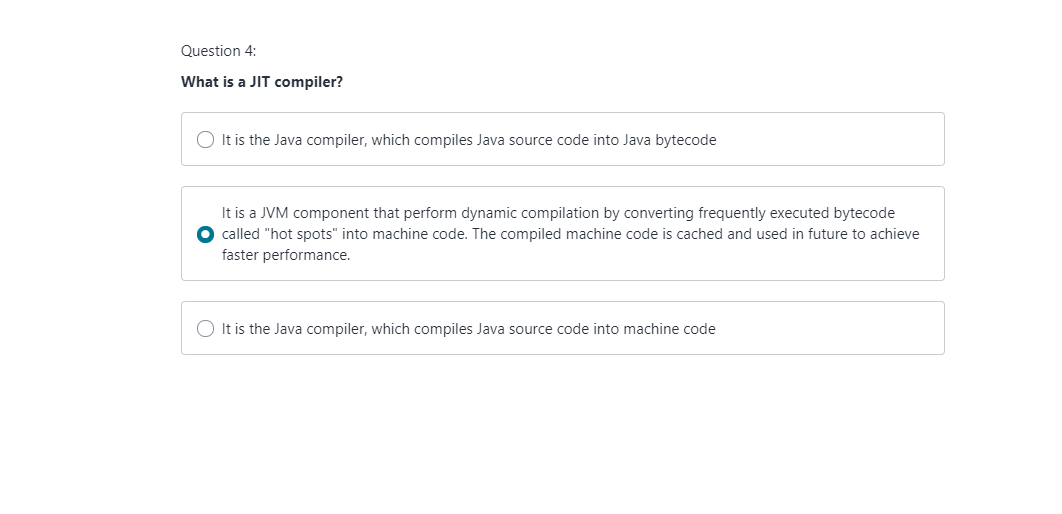 Question 4:
What is a JIT compiler?
It is the Java compiler, which compiles Java source code into Java bytecode
It is a JVM component that perform dynamic compilation by converting frequently executed bytecode
called "hot spots" into machine code. The compiled machine code is cached and used in future to achieve
faster performance.
It is the Java compiler, which compiles Java source code into machine code